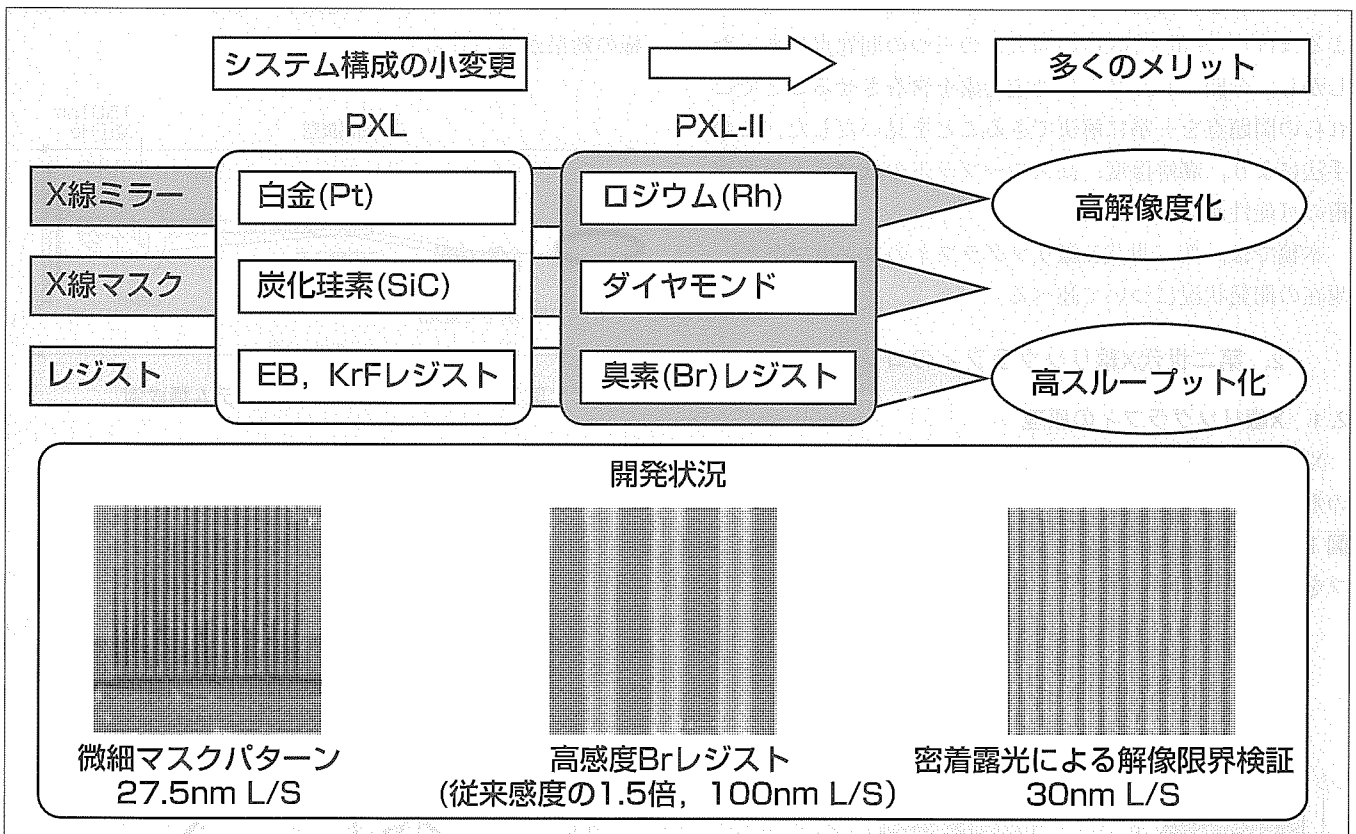 システム構成の小変更
多くのメリット
PXL
PXL-II
X線ミラー
白金(Pt)
ロジウム(Rh)
高解像度化
X線マスク
炭化珪素(SiC)
ダイヤモンド
レジスト
EB，KrFレジスト
臭素(Br)レジスト
高スループット化
開発状況
微細マスクパターン
27.5nm L/S
高感度Brレジスト
(従来感度の1.5倍，100nm L/S)
密着露光による解像限界検証
30nm L/S